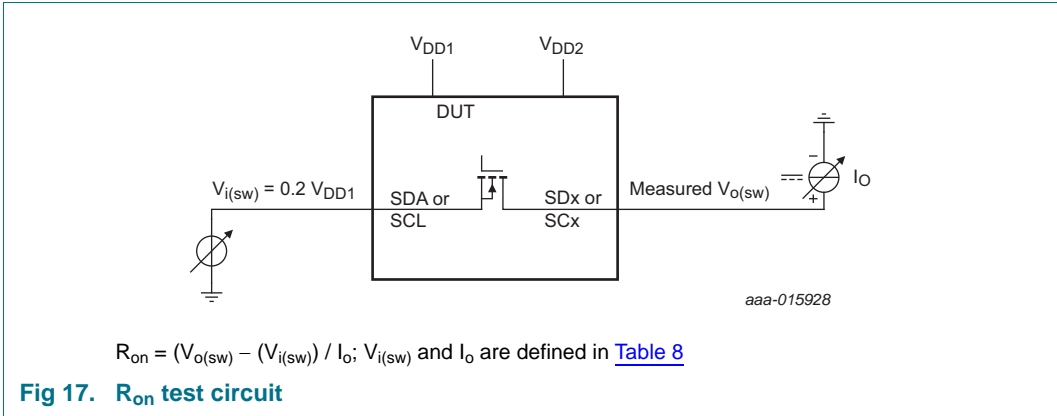 VDD1
VDD2
DUT
Vi(sw) = 0.2 VDD1
SDA or
SCL
SDx or
SCx
Measured Vo(sw)
−
+
IO
aaa-015928
Ron = (Vo(sw) − (Vi(sw)) / Io; Vi(sw) and Io are defined in Table 8
Fig 17. Ron test circuit